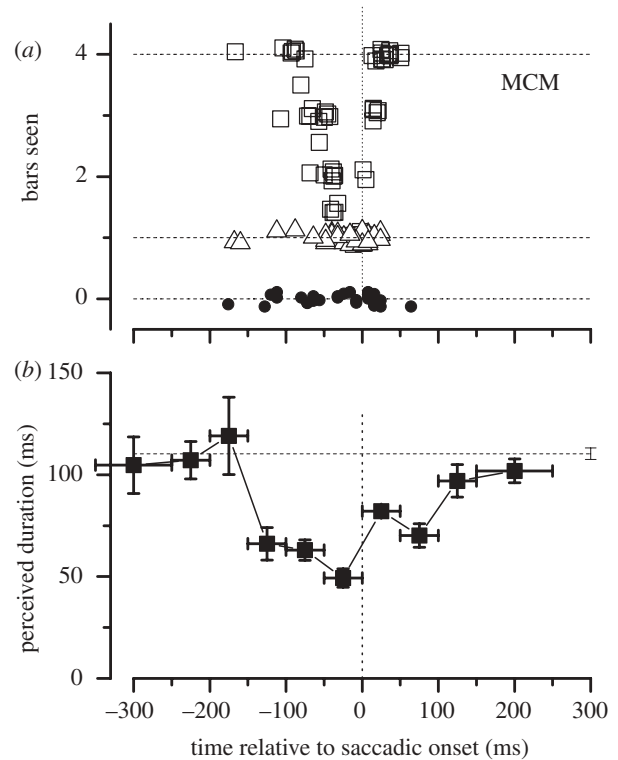 (a)
4
MCM
bars seen
2
1
0
(b) 150
perceived duration (ms)
100
50
0
−300 −200 −100 0 100 200 300
time relative to saccadic onset (ms)